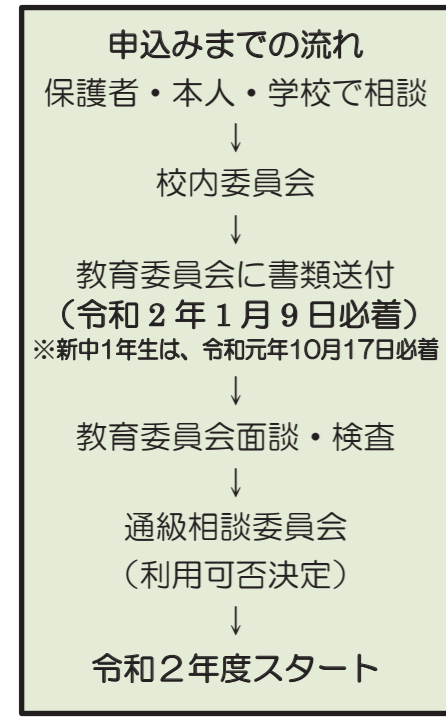 申込みまでの流れ
保護者・本人・学校で相談
↓
校内委員会
↓
教育委員会に書類送付
（令和２年１月９日必着）
※新中1年生は、令和元年10月17日必着
↓
教育委員会面談・検査
↓
通級相談委員会
（利用可否決定）
↓
令和２年度スタート